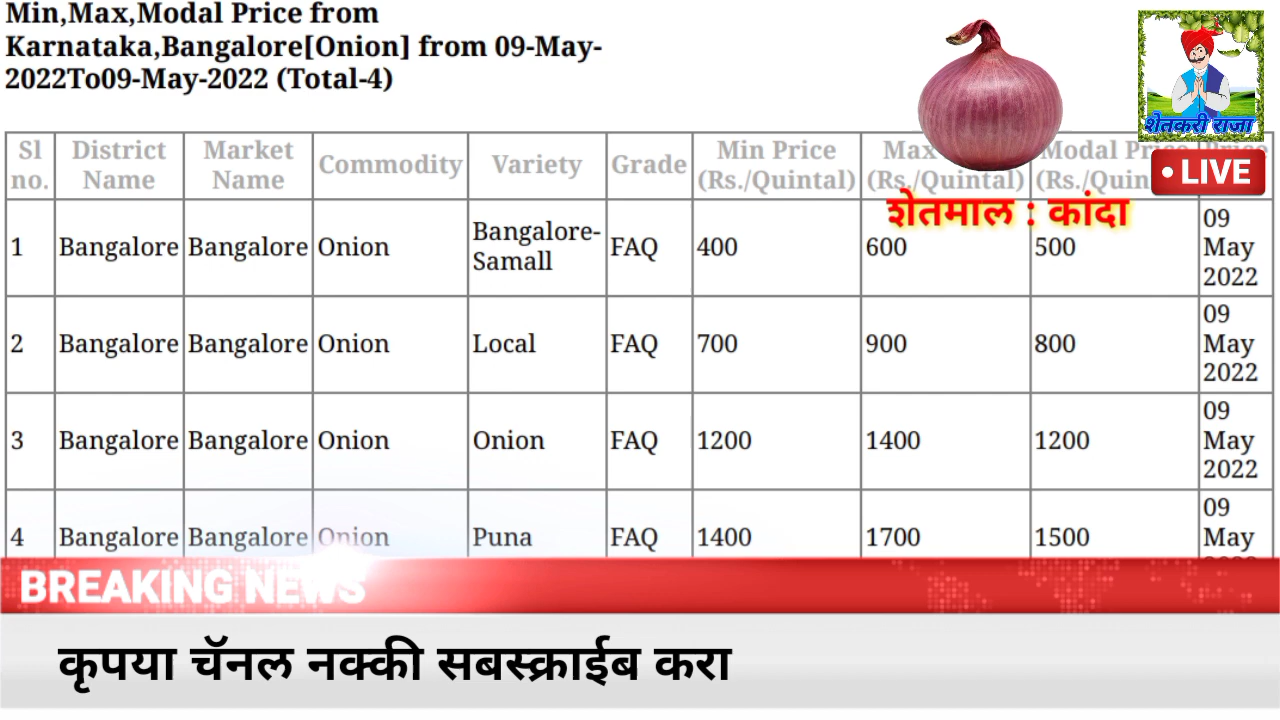 Min,Max,Modal Price from
Karnataka,Bangalore[Onion] from 09-May-
2022To09-May-2022 (Total-4)
शेतकरी राजा
• LIVE
Sl no. District Name Market Name Commodity Variety Grade Min Price (Rs./Quintal) Max (Rs./Quintal) Modal
शेतमाल : कांदा
1 Bangalore Bangalore Onion Bangalore-Samall FAQ 400 600 500 09 May 2022
2 Bangalore Bangalore Onion Local FAQ 700 900 800 09 May 2022
3 Bangalore Bangalore Onion Onion FAQ 1200 1400 1200 09 May 2022
4 Bangalore Bangalore Onion Puna FAQ 1400 1700 1500 09 May
BREAKING NEWS
कृपया चॅनल नक्की सबस्क्राईब करा